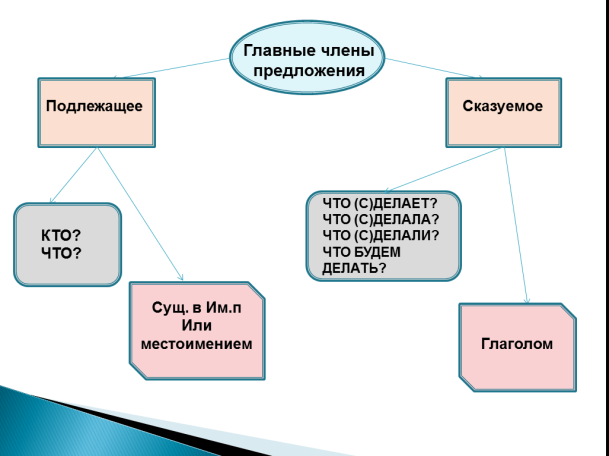 Главные члены
предложения
Подлежащее
Сказуемое
КТО?
ЧТО?
Сущ. в Им.п
Или
местоимением
ЧТО (С)ДЕЛАЕТ?
ЧТО (С)ДЕЛАЛА?
ЧТО (С)ДЕЛАЛИ?
ЧТО БУДЕМ
ДЕЛАТЬ?
Глаголом